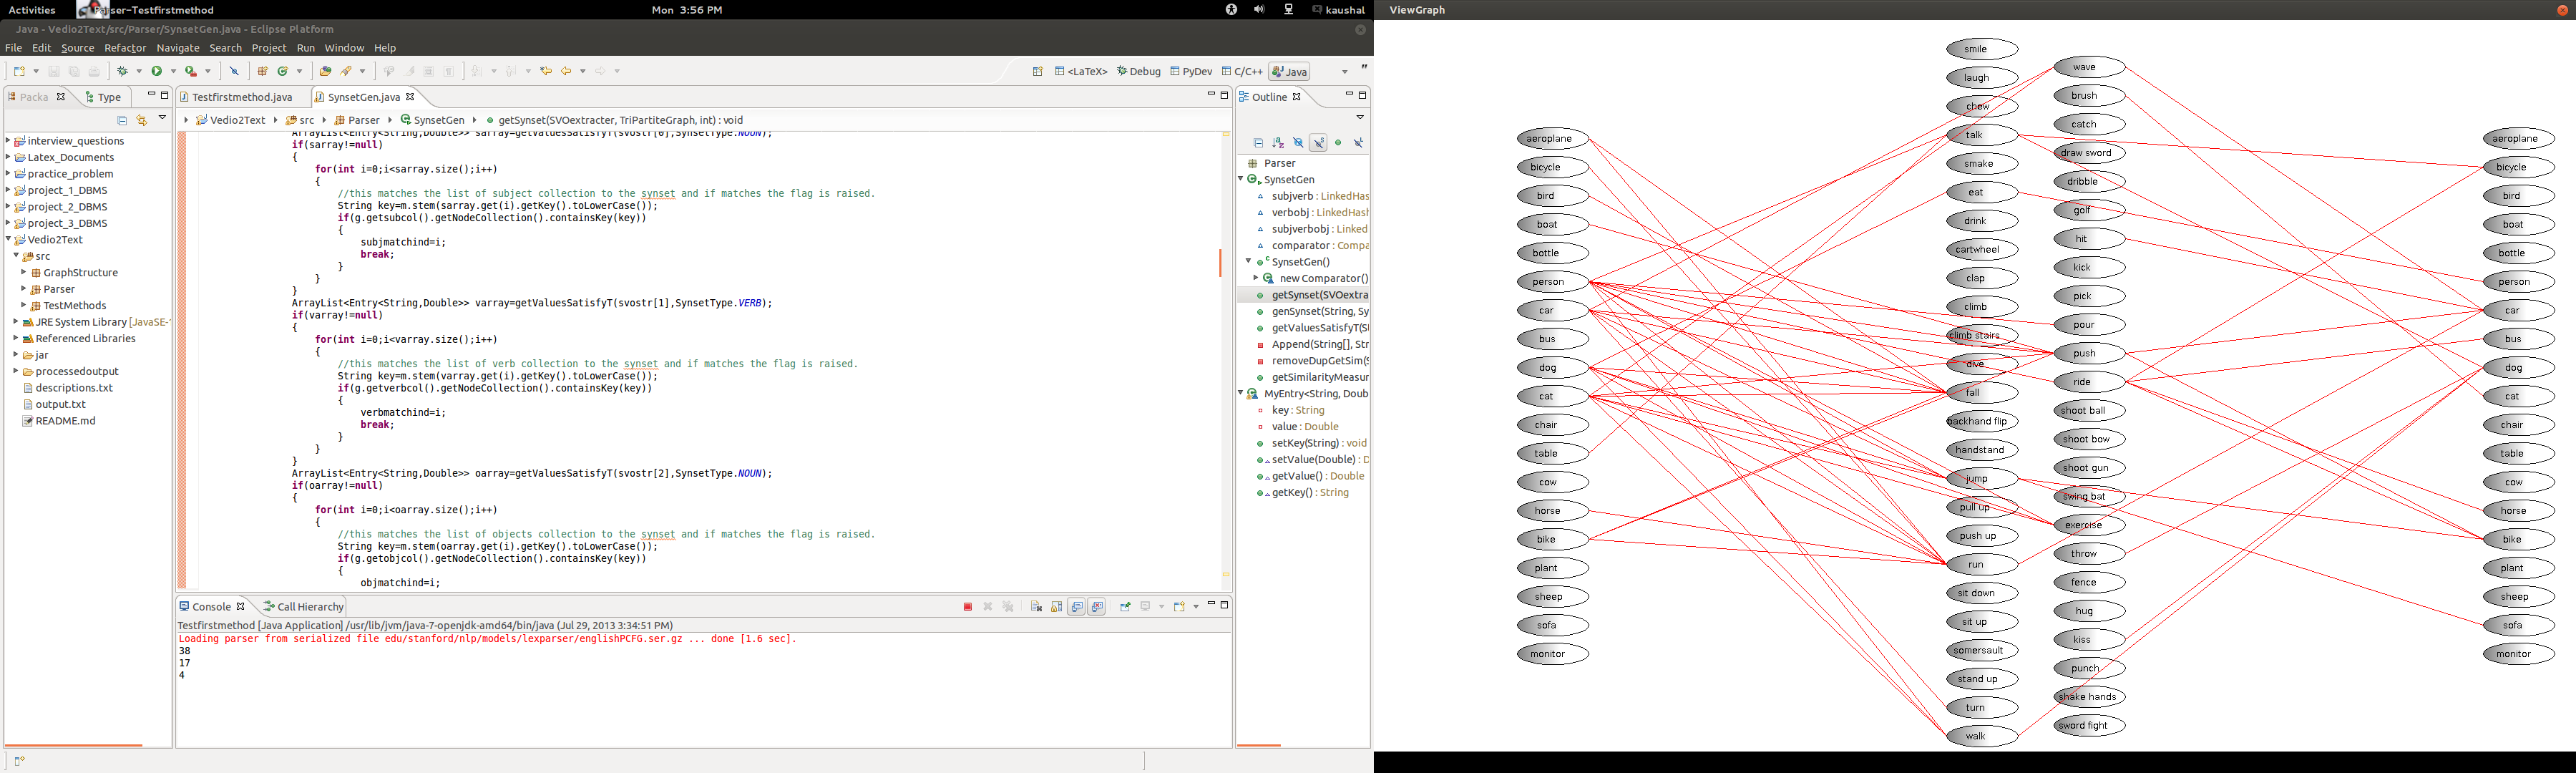 Activities
Parser-Testfirstmethod
Mon 3:56 PM
kaushal
Java - Vedio2Text/src/Parser/SynsetGen.java - Eclipse Platform
File Edit Source Refactor Navigate Search Project Run Window Help
<LaTeX> Debug PyDev C/C++ Java
Packa Type
interview_questions
Latex_Documents
practice_problem
project_1_DBMS
project_2_DBMS
project_3_DBMS
Vedio2Text
src
GraphStructure
Parser
TestMethods
JRE System Library [JavaSE-
Referenced Libraries
jar
processedoutput
descriptions.txt
output.txt
README.md
Testfirstmethod.java SynsetGen.java
Vedio2Text src Parser SynsetGen getSynset(SVOextracter, TriPartiteGraph, int) : void
ArrayList<Entry<String,Double>> sarray=getValuesSatisfyT(svostr[0],SynsetType.NOUN);
if(sarray!=null)
{
for(int i=0;i<sarray.size();i++)
{
//this matches the list of subject collection to the synset and if matches the flag is raised.
String key=m.stem(sarray.get(i).getKey().toLowerCase());
if(g.getsubcol().getNodeCollection().containsKey(key))
{
subjmatchind=i;
break;
}
}
}
ArrayList<Entry<String,Double>> varray=getValuesSatisfyT(svostr[1],SynsetType.VERB);
if(varray!=null)
{
for(int i=0;i<varray.size();i++)
{
//this matches the list of verb collection to the synset and if matches the flag is raised.
String key=m.stem(varray.get(i).getKey().toLowerCase());
if(g.getverbcol().getNodeCollection().containsKey(key))
{
verbmatchind=i;
break;
}
}
}
ArrayList<Entry<String,Double>> oarray=getValuesSatisfyT(svostr[2],SynsetType.NOUN);
if(oarray!=null)
{
for(int i=0;i<oarray.size();i++)
{
//this matches the list of objects collection to the synset and if matches the flag is raised.
String key=m.stem(oarray.get(i).getKey().toLowerCase());
if(g.getobjcol().getNodeCollection().containsKey(key))
{
objmatchind=i;
Console Call Hierarchy
Testfirstmethod [Java Application] /usr/lib/jvm/java-7-openjdk-amd64/bin/java (Jul 29, 2013 3:34:51 PM)
Loading parser from serialized file edu/stanford/nlp/models/lexparser/englishPCFG.ser.gz ... done [1.6 sec].
38
17
4
Outline
Parser
SynsetGen
subjverb : LinkedHas
verbobj : LinkedHash
subjverbobj : Linked
comparator : Compa
SynsetGen()
new Comparator()
getSynset(SVOextra
genSynset(String, Sy
getValuesSatisfyT(St
Append(String[], Str
removeDupGetSim(S
getSimilarityMeasur
MyEntry<String, Doub
key : String
value : Double
setKey(String) : void
setValue(Double) : D
getValue() : Double
getKey() : String
ViewGraph
aeroplane
bicycle
bird
boat
bottle
person
car
bus
dog
cat
chair
table
cow
horse
bike
plant
sheep
sofa
monitor
smile
laugh
chew
talk
smake
eat
drink
cartwheel
clap
climb
climb stairs
dive
fall
backhand flip
handstand
jump
pull up
push up
run
sit down
sit up
somersault
stand up
turn
walk
wave
brush
catch
draw sword
dribble
golf
hit
kick
pick
pour
push
ride
shoot ball
shoot bow
shoot gun
swing bat
exercise
throw
fence
hug
kiss
punch
shake hands
sword fight
aeroplane
bicycle
bird
boat
bottle
person
car
bus
dog
cat
chair
table
cow
horse
bike
plant
sheep
sofa
monitor